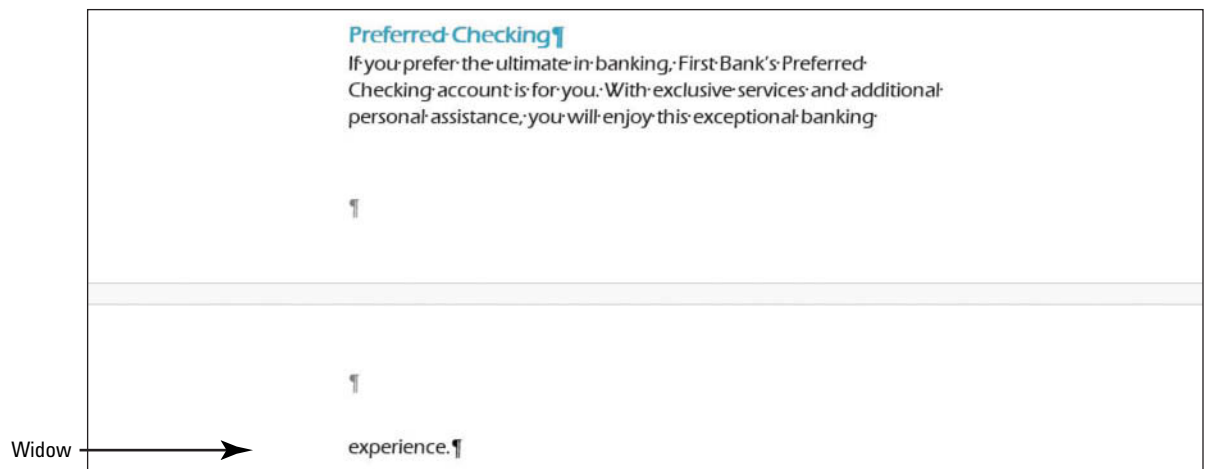 Preferred Checking¶
If you prefer the ultimate in banking, First Bank's Preferred
Checking account is for you. With exclusive services and additional
personal assistance, you will enjoy this exceptional banking
¶
¶
Widow
experience.¶